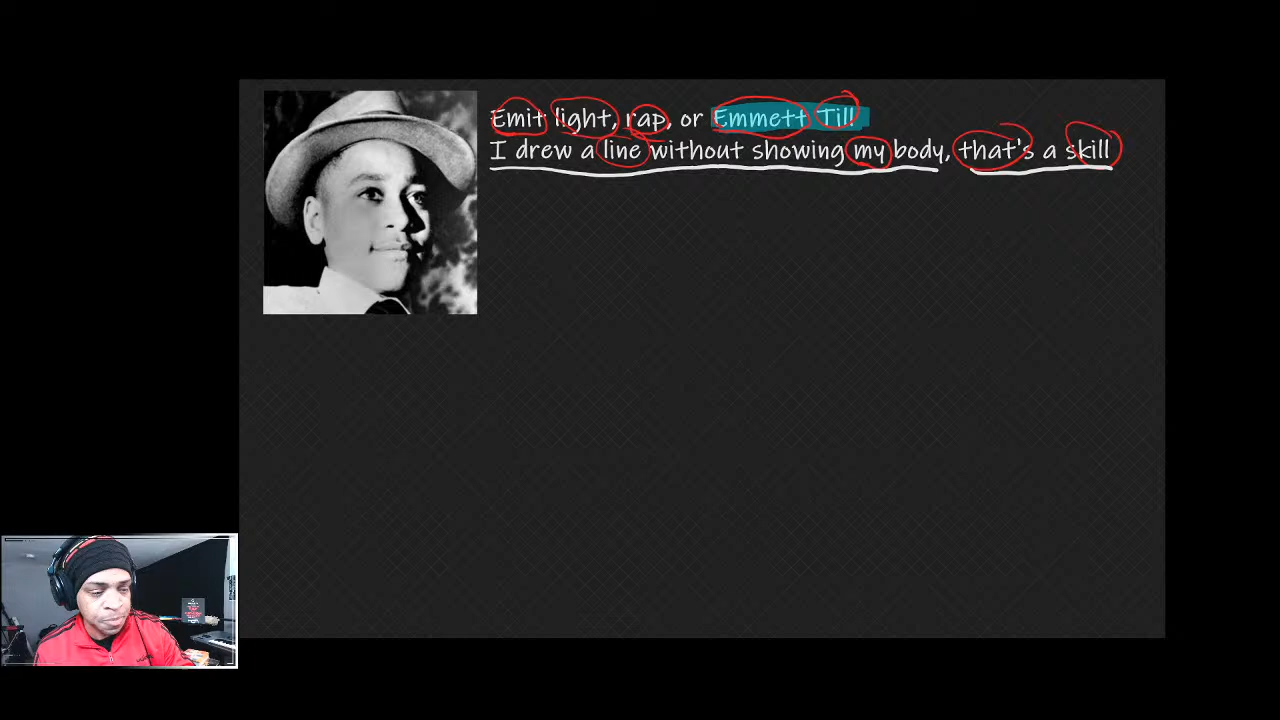 Emit light, rap, or Emmett Till
I drew a line without showing my body, that's a skill